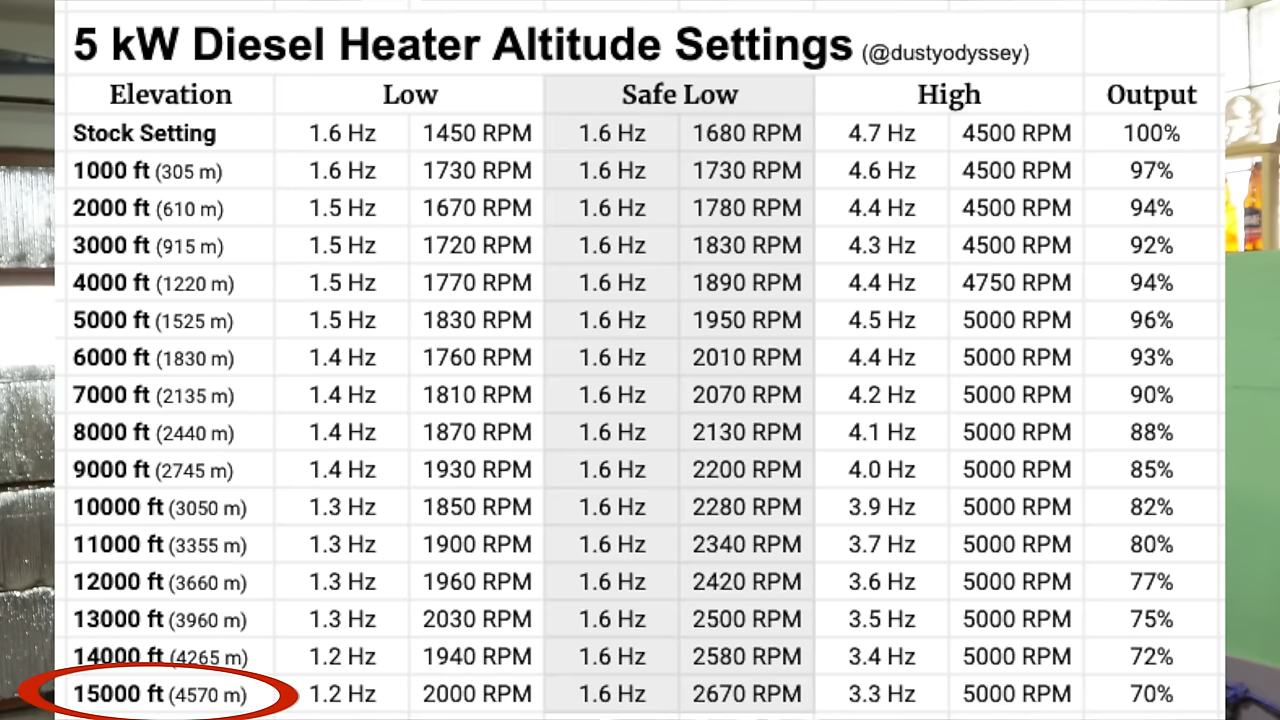 5 kW Diesel Heater Altitude Settings (@dustyodyssey)
Elevation Low Safe Low High Output
Stock Setting 1.6 Hz 1450 RPM 1.6 Hz 1680 RPM 4.7 Hz 4500 RPM 100%
1000 ft (305 m) 1.6 Hz 1730 RPM 1.6 Hz 1730 RPM 4.6 Hz 4500 RPM 97%
2000 ft (610 m) 1.5 Hz 1670 RPM 1.6 Hz 1780 RPM 4.4 Hz 4500 RPM 94%
3000 ft (915 m) 1.5 Hz 1720 RPM 1.6 Hz 1830 RPM 4.3 Hz 4500 RPM 92%
4000 ft (1220 m) 1.5 Hz 1770 RPM 1.6 Hz 1890 RPM 4.4 Hz 4750 RPM 94%
5000 ft (1525 m) 1.5 Hz 1830 RPM 1.6 Hz 1950 RPM 4.5 Hz 5000 RPM 96%
6000 ft (1830 m) 1.4 Hz 1760 RPM 1.6 Hz 2010 RPM 4.4 Hz 5000 RPM 93%
7000 ft (2135 m) 1.4 Hz 1810 RPM 1.6 Hz 2070 RPM 4.2 Hz 5000 RPM 90%
8000 ft (2440 m) 1.4 Hz 1870 RPM 1.6 Hz 2130 RPM 4.1 Hz 5000 RPM 88%
9000 ft (2745 m) 1.4 Hz 1930 RPM 1.6 Hz 2200 RPM 4.0 Hz 5000 RPM 85%
10000 ft (3050 m) 1.3 Hz 1850 RPM 1.6 Hz 2280 RPM 3.9 Hz 5000 RPM 82%
11000 ft (3355 m) 1.3 Hz 1900 RPM 1.6 Hz 2340 RPM 3.7 Hz 5000 RPM 80%
12000 ft (3660 m) 1.3 Hz 1960 RPM 1.6 Hz 2420 RPM 3.6 Hz 5000 RPM 77%
13000 ft (3960 m) 1.3 Hz 2030 RPM 1.6 Hz 2500 RPM 3.5 Hz 5000 RPM 75%
14000 ft (4265 m) 1.2 Hz 1940 RPM 1.6 Hz 2580 RPM 3.4 Hz 5000 RPM 72%
15000 ft (4570 m) 1.2 Hz 2000 RPM 1.6 Hz 2670 RPM 3.3 Hz 5000 RPM 70%